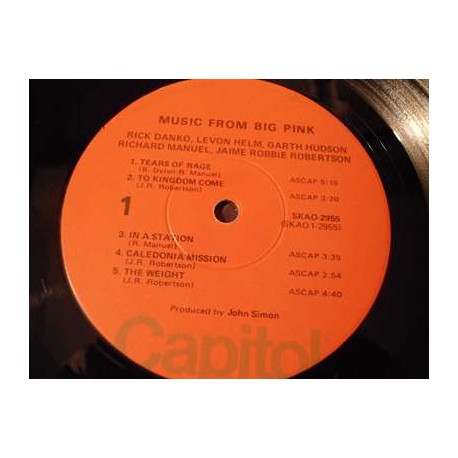 MUSIC FROM BIG PINK
RICK DANKO, LEVON HELM, GARTH HUDSON
RICHARD MANUEL, JAIME ROBBIE ROBERTSON
1. TEARS OF RAGE
(B. Dylan-R. Manuel) ASCAP 5:19
2. TO KINGDOM COME
(J.R. Robertson) ASCAP 3:20
1
SKAO-2955
(SKAO1-2955)
3. IN A STATION
(R. Manuel) ASCAP 3:35
4. CALEDONIA MISSION
(J.R. Robertson) ASCAP 2:54
5. THE WEIGHT
(J.R. Robertson) ASCAP 4:40
Produced by John Simon
Capitol